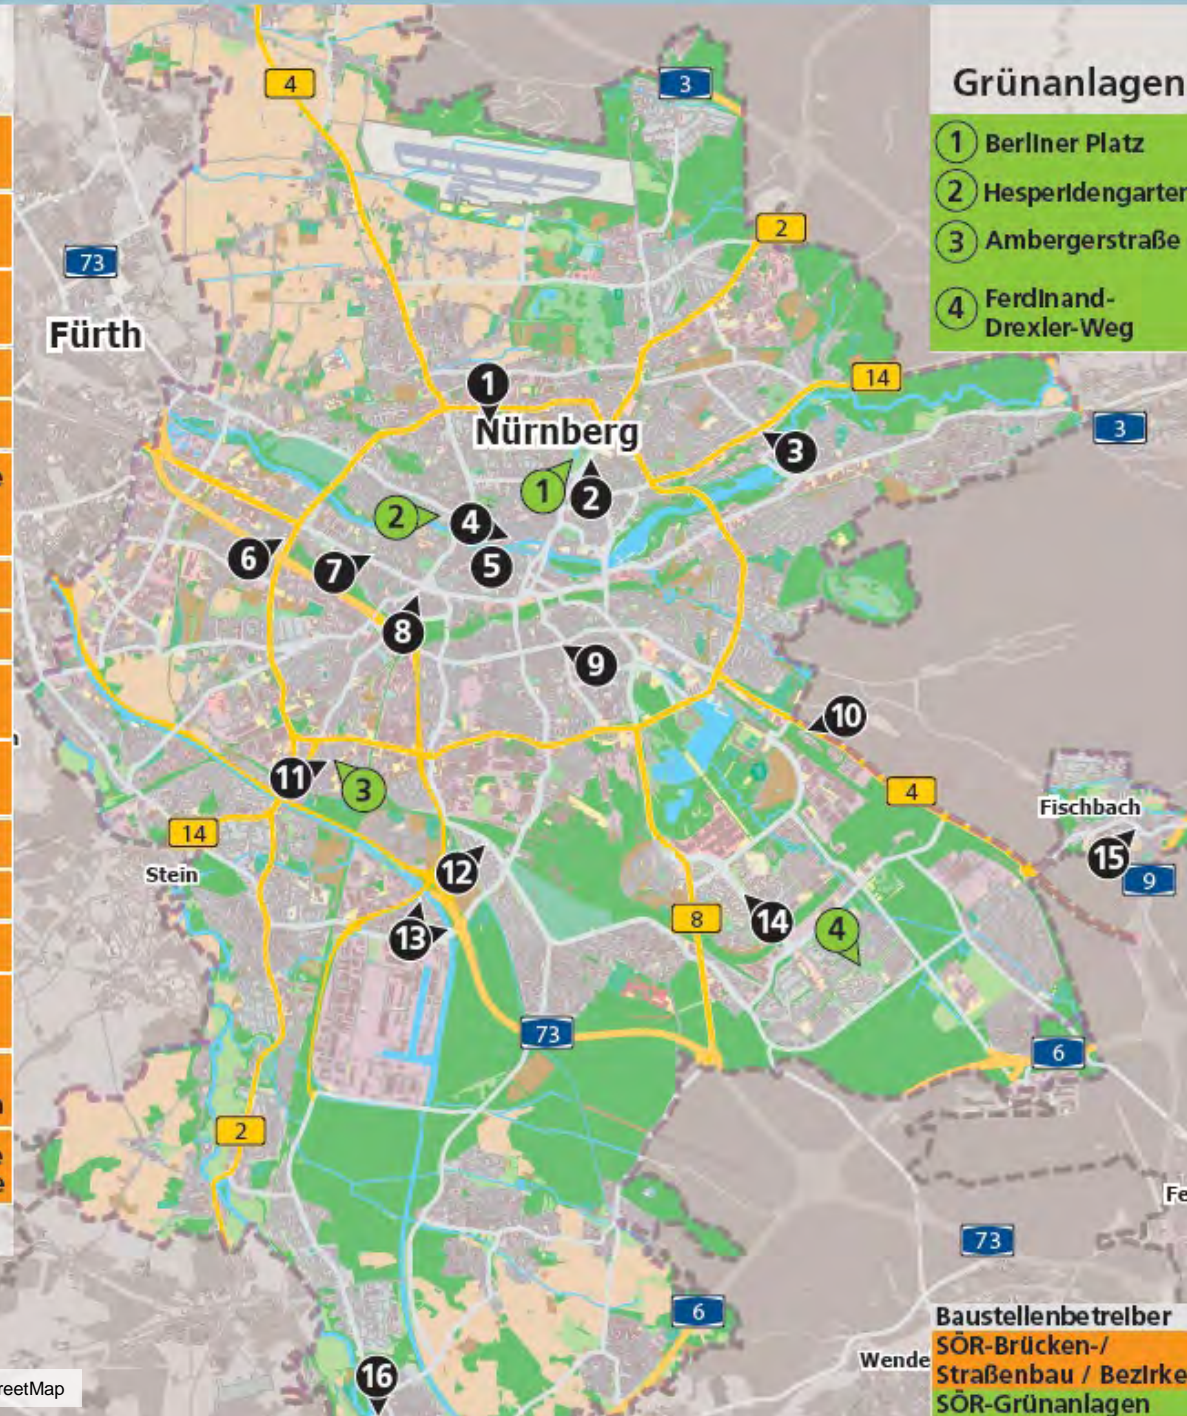 Grünanlagen
1 Berliner Platz
2 Hesperidengarten
3 Ambergerstraße
4 Ferdinand-
Drexler-Weg
4
3
73
2
Fürth
1
14
Nürnberg
3
3
1
2
2
4
5
6
7
8
9
10
11
3
4
Fischbach
14
12
15
Stein
9
8
14
4
13
73
6
2
Fe
73
6
Baustellenbetreiber
SÖR-Brücken-/
Straßenbau / Bezirke
SÖR-Grünanlagen
Wende
16
reetMap